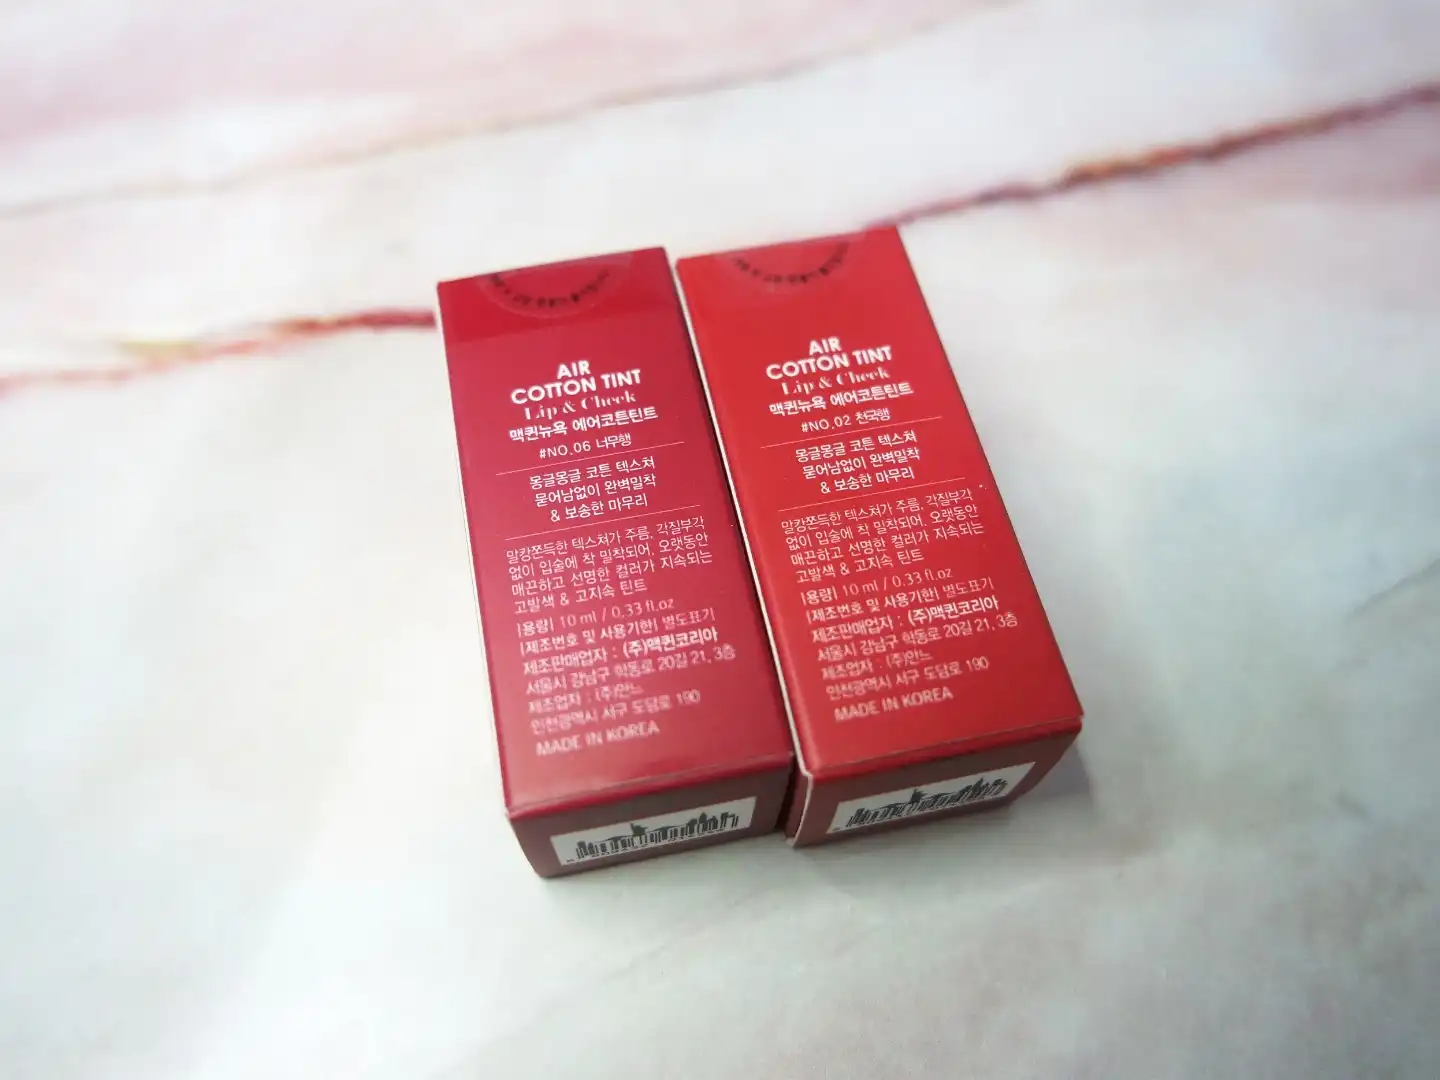 AIR
COTTON TINT
Lip & Cheek
맥퀸뉴욕 에어코튼틴트
#NO.06 너무행
몽글몽글 코튼 텍스쳐
묻어남없이 완벽밀착
& 보송한 마무리
말캉쫀득한 텍스쳐가 주름, 각질부각
없이 입술에 착 밀착되어, 오랫동안
매끈하고 선명한 컬러가 지속되는
고발색 & 고지속 틴트
|용량| 10 ml / 0.33 fl.oz
|제조번호 및 사용기한| 별도표기
제조판매업자 : (주)맥퀸코리아
서울시 강남구 학동로 20길 21, 3층
제조업자 : (주)안느
인천광역시 서구 도담로 190
MADE IN KOREA
AIR
COTTON TINT
Lip & Cheek
맥퀸뉴욕 에어코튼틴트
#NO.02 천국행
몽글몽글 코튼 텍스쳐
묻어남없이 완벽밀착
& 보송한 마무리
말캉쫀득한 텍스쳐가 주름, 각질부각
없이 입술에 착 밀착되어, 오랫동안
매끈하고 선명한 컬러가 지속되는
고발색 & 고지속 틴트
|용량| 10 ml / 0.33 fl.oz
|제조번호 및 사용기한| 별도표기
제조판매업자 : (주)맥퀸코리아
서울시 강남구 학동로 20길 21, 3층
제조업자 : (주)안느
인천광역시 서구 도담로 190
MADE IN KOREA